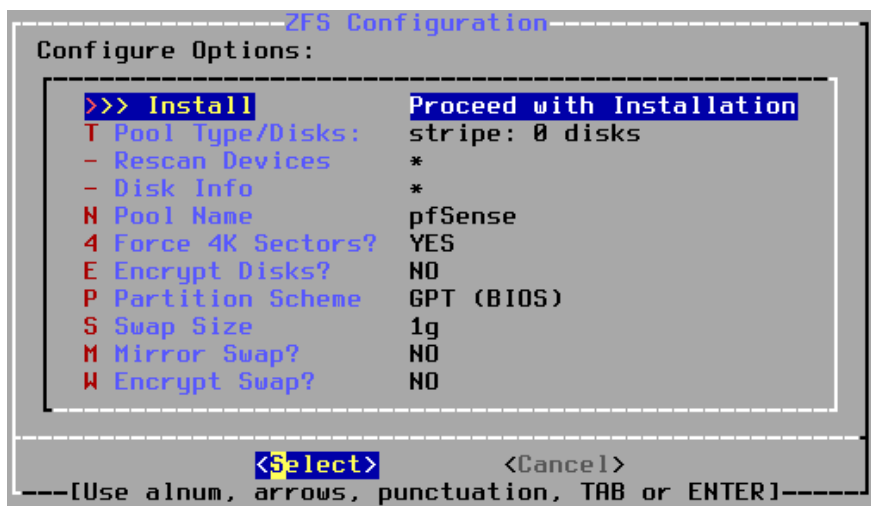 ZFS Configuration
Configure Options:
>>> Install Proceed with Installation
T Pool Type/Disks: stripe: 0 disks
- Rescan Devices *
- Disk Info *
N Pool Name pfSense
4 Force 4K Sectors? YES
E Encrypt Disks? NO
P Partition Scheme GPT (BIOS)
S Swap Size 1g
M Mirror Swap? NO
W Encrypt Swap? NO
<Select> <Cancel>
[Use alnum, arrows, punctuation, TAB or ENTER]